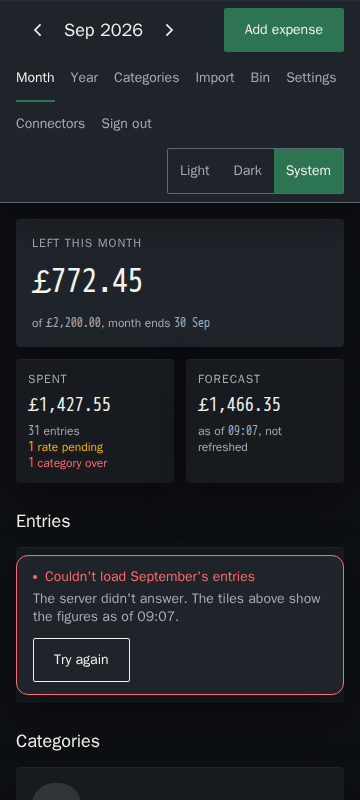 Sep 2026
Add expense
Month Year Categories Import Bin Settings
Connectors Sign out
Light Dark System
LEFT THIS MONTH
£772.45
of £2,200.00, month ends 30 Sep
SPENT
£1,427.55
31 entries
1 rate pending
1 category over
FORECAST
£1,466.35
as of 09:07, not
refreshed
Entries
Couldn't load September's entries
The server didn't answer. The tiles above show
the figures as of 09:07.
Try again
Categories